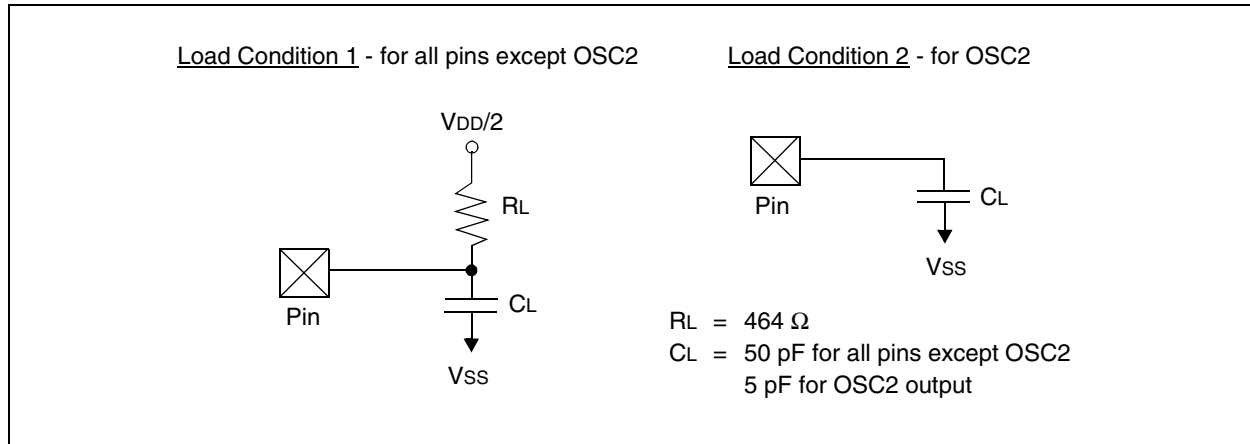 Load Condition 1 - for all pins except OSC2
VDD/2
RL
Pin
CL
VSS
Load Condition 2 - for OSC2
Pin
CL
VSS
RL = 464 Ω
CL = 50 pF for all pins except OSC2
5 pF for OSC2 output